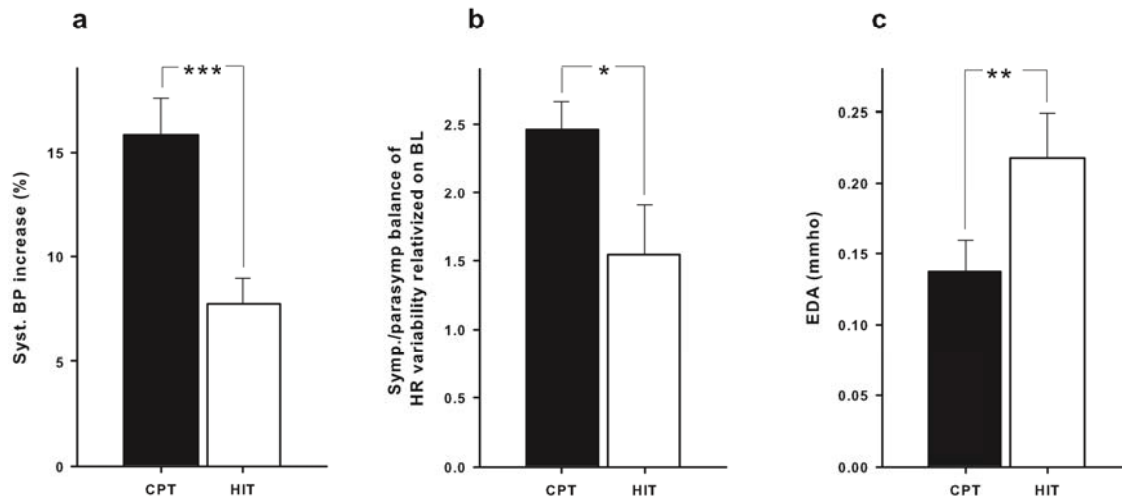 a
b
c
Syst. BP increase (%)
15
10
5
0
***
CPT
HIT
Symp./parasymp balance of
HR variability relativized on BL
2.5
2.0
1.5
1.0
0.5
0.0
*
CPT
HIT
EDA (mmho)
0.25
0.20
0.15
0.10
0.05
0.00
**
CPT
HIT